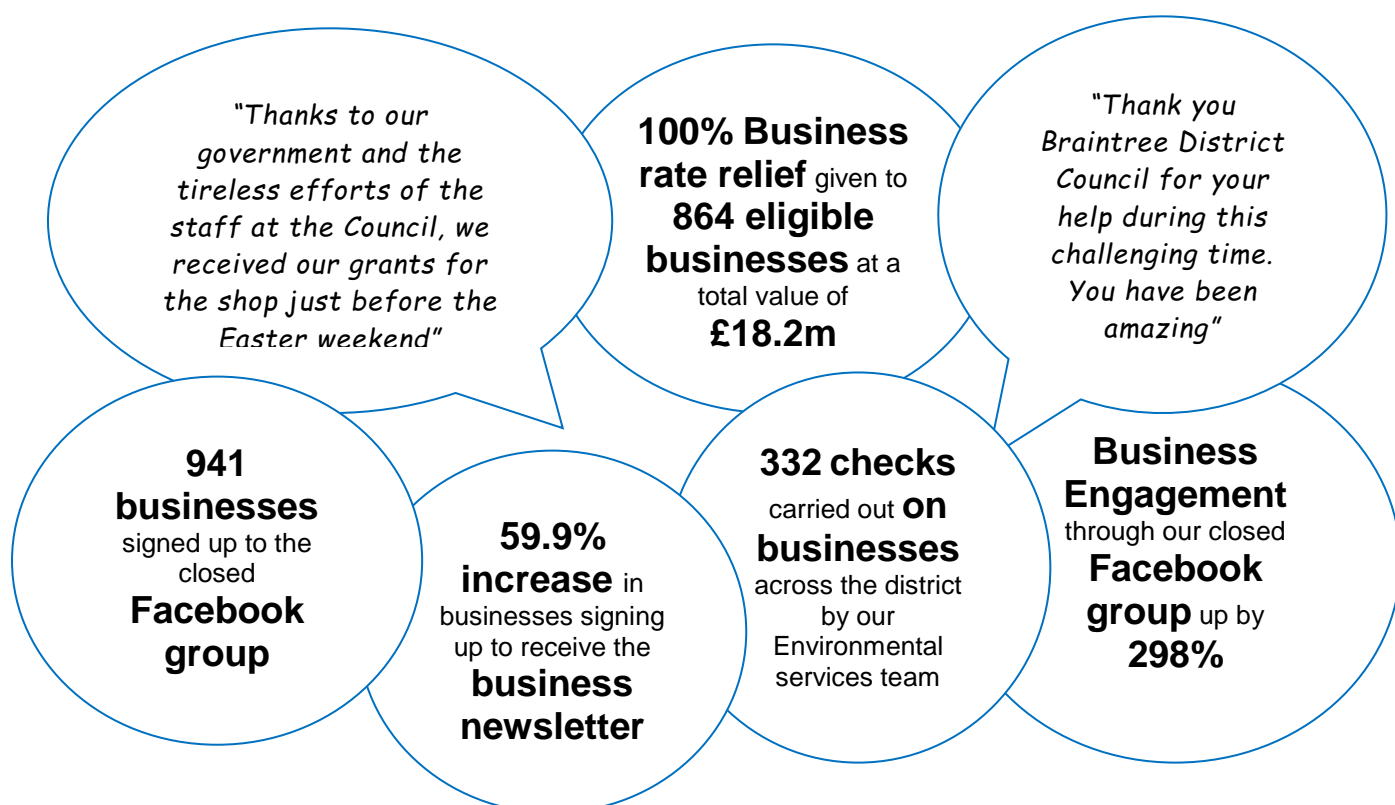 “Thanks to our
government and the
tireless efforts of the
staff at the Council, we
received our grants for
the shop just before the
Easter weekend”
100% Business
rate relief given to
864 eligible
businesses at a
total value of
£18.2m
“Thank you
Braintree District
Council for your
help during this
challenging time.
You have been
amazing”
941
businesses
signed up to the
closed
Facebook
group
59.9%
increase in
businesses signing
up to receive the
business
newsletter
332 checks
carried out on
businesses
across the district
by our
Environmental
services team
Business
Engagement
through our closed
Facebook
group up by
298%